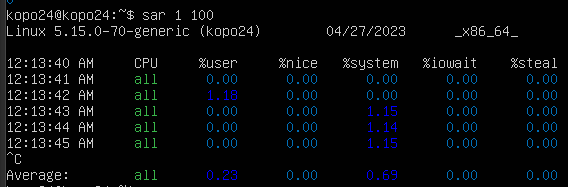 kopo24@kopo24:~$ sar 1 100
Linux 5.15.0-70-generic (kopo24) 04/27/2023 _x86_64_
12:13:40 AM CPU %user %nice %system %iowait %steal
12:13:41 AM all 0.00 0.00 0.00 0.00 0.00
12:13:42 AM all 1.18 0.00 0.00 0.00 0.00
12:13:43 AM all 0.00 0.00 1.15 0.00 0.00
12:13:44 AM all 0.00 0.00 1.14 0.00 0.00
12:13:45 AM all 0.00 0.00 1.15 0.00 0.00
^C
Average: all 0.23 0.00 0.69 0.00 0.00